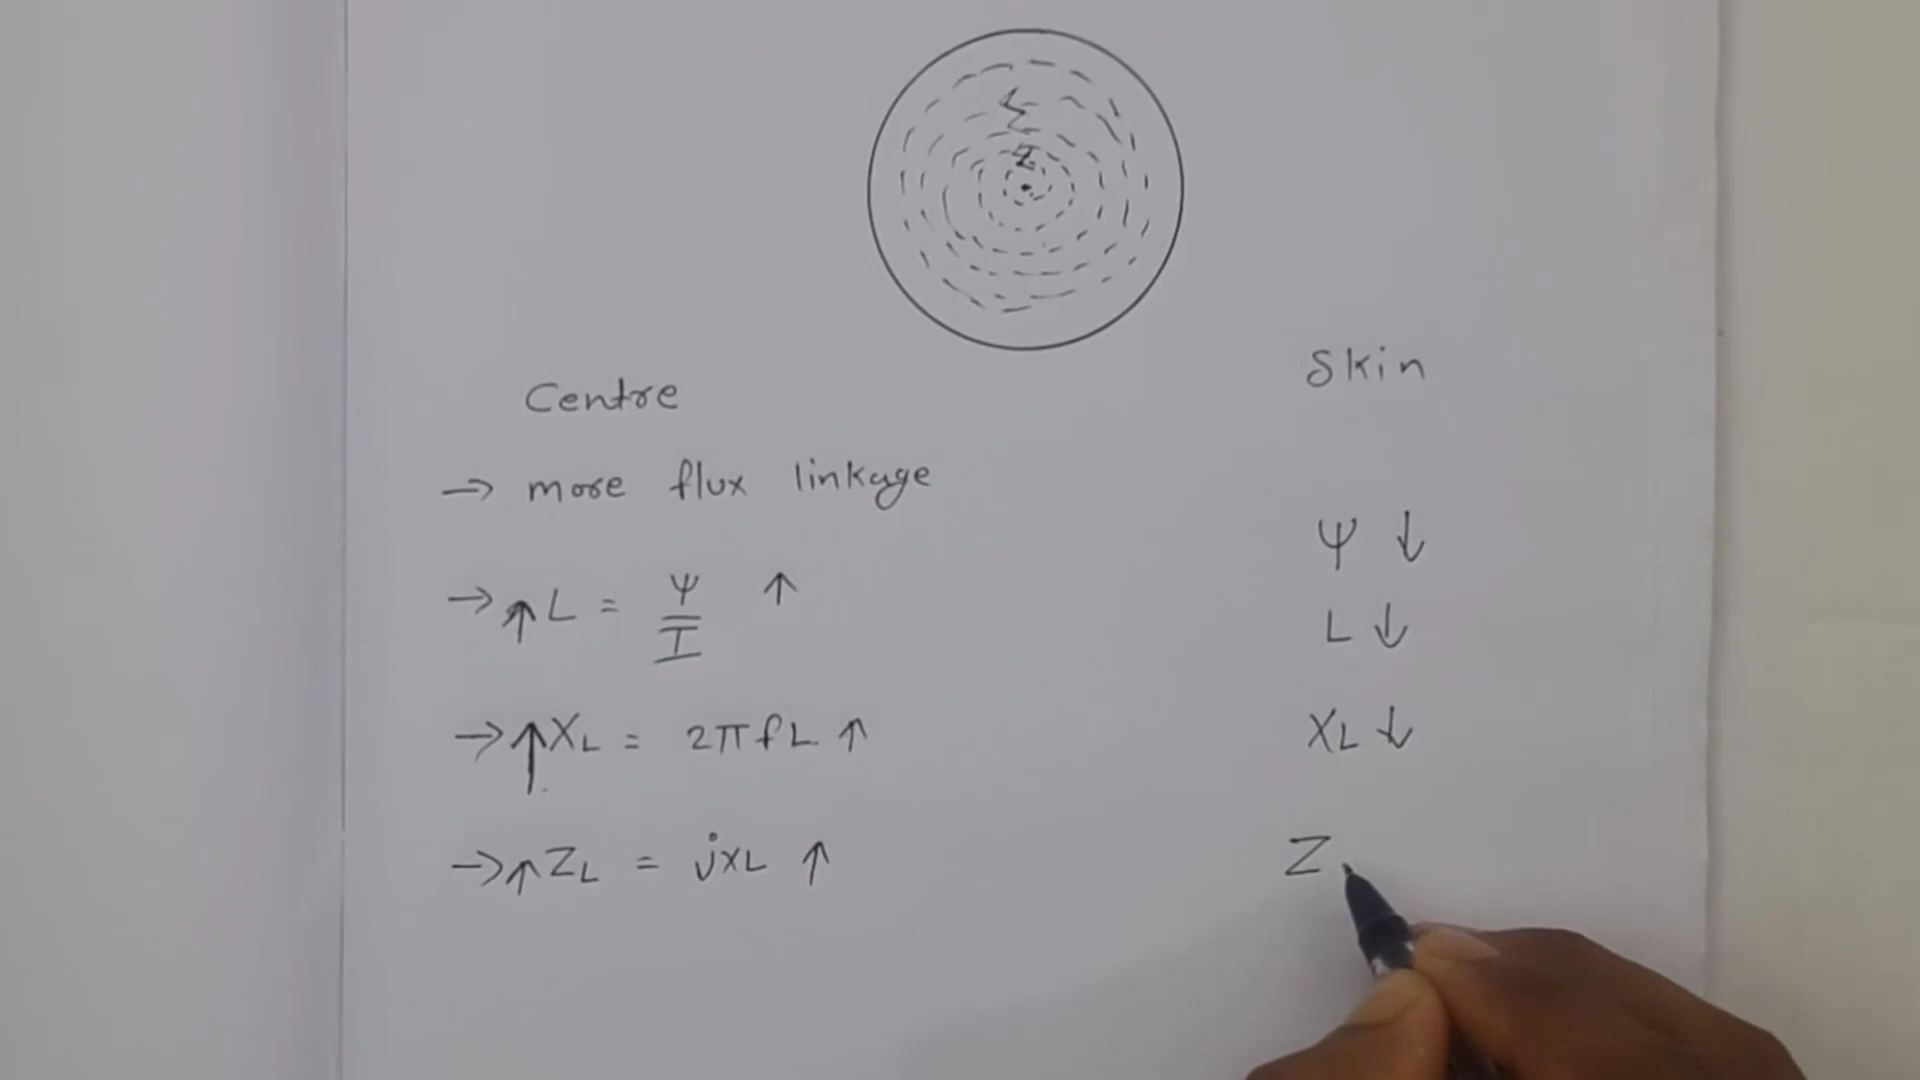 Centre
→ more flux linkage
→ ↑ L = Ψ / I ↑
→ ↑ XL = 2πfL ↑
→ ↑ ZL = jXL ↑
Skin
Ψ ↓
L ↓
XL ↓
Z